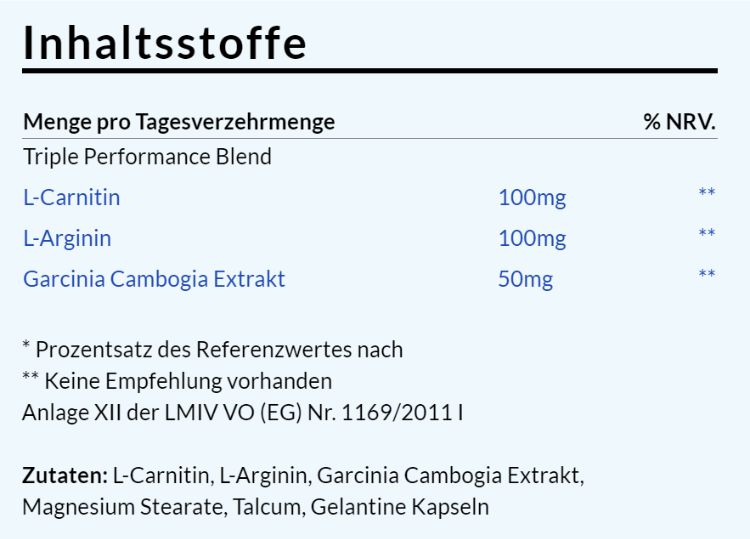 Inhaltsstoffe
Menge pro Tagesverzehrmenge % NRV.
Triple Performance Blend
L-Carnitin 100mg **
L-Arginin 100mg **
Garcinia Cambogia Extrakt 50mg **
* Prozentsatz des Referenzwertes nach
** Keine Empfehlung vorhanden
Anlage XII der LMIV VO (EG) Nr. 1169/2011 I
Zutaten: L-Carnitin, L-Arginin, Garcinia Cambogia Extrakt,
Magnesium Stearate, Talcum, Gelantine Kapseln